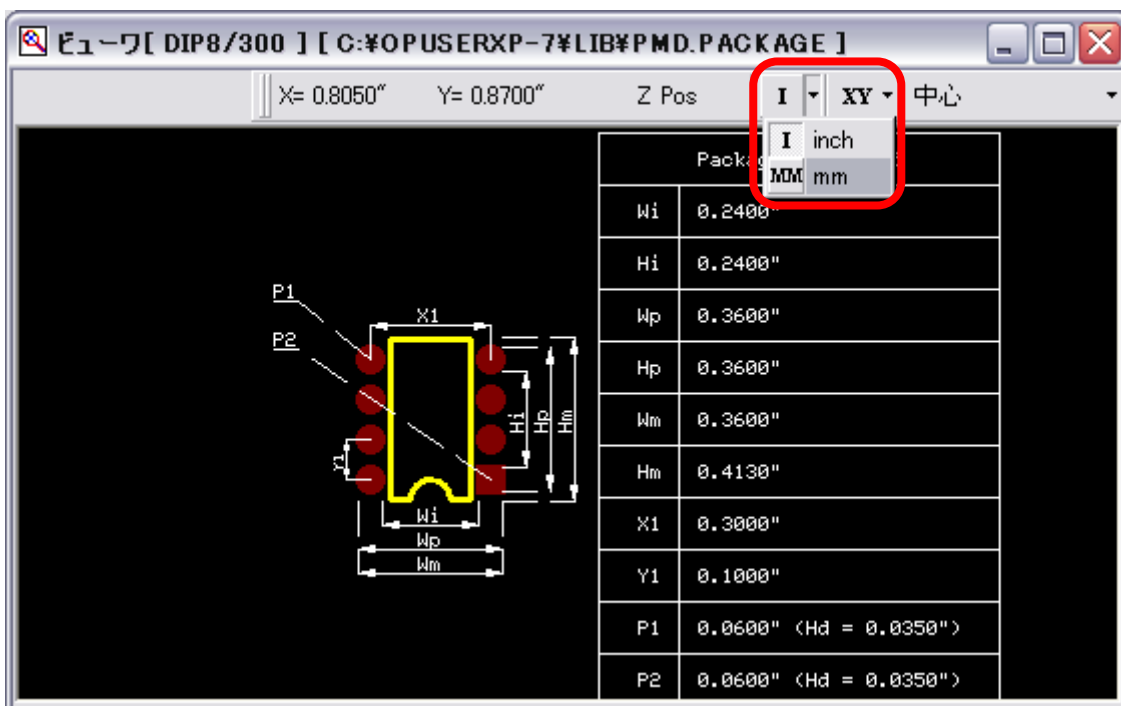 ビューワ[ DIP8/300 ] [ C:¥OPUSERXP-7¥LIB¥PMD.PACKAGE ]
X= 0.8050" Y= 0.8700" Z Pos I XY 中心
I inch
MM mm
Wi 0.2400"
Hi 0.2400"
Wp 0.3600"
Hp 0.3600"
Wm 0.3600"
Hm 0.4130"
X1 0.3000"
Y1 0.1000"
P1 0.0600" (Hd = 0.0350")
P2 0.0600" (Hd = 0.0350")
P1
X1
P2
Hi Hp Hm
Y1
Wi
Wp
Wm